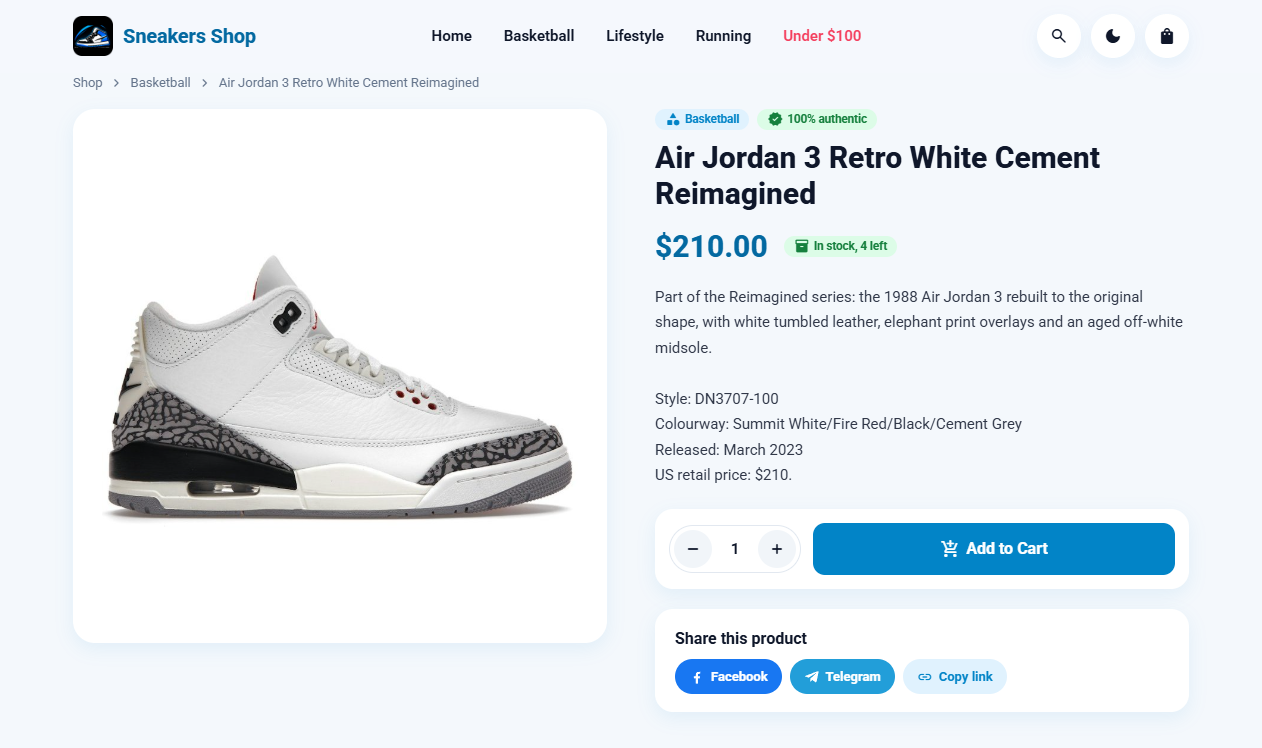 Sneakers Shop
Home
Basketball
Lifestyle
Running
Under $100
Shop > Basketball > Air Jordan 3 Retro White Cement Reimagined
Basketball
100% authentic
Air Jordan 3 Retro White Cement
Reimagined
$210.00
In stock, 4 left
Part of the Reimagined series: the 1988 Air Jordan 3 rebuilt to the original
shape, with white tumbled leather, elephant print overlays and an aged off-white
midsole.
Style: DN3707-100
Colourway: Summit White/Fire Red/Black/Cement Grey
Released: March 2023
US retail price: $210.
− 1 +
Add to Cart
Share this product
Facebook
Telegram
Copy link